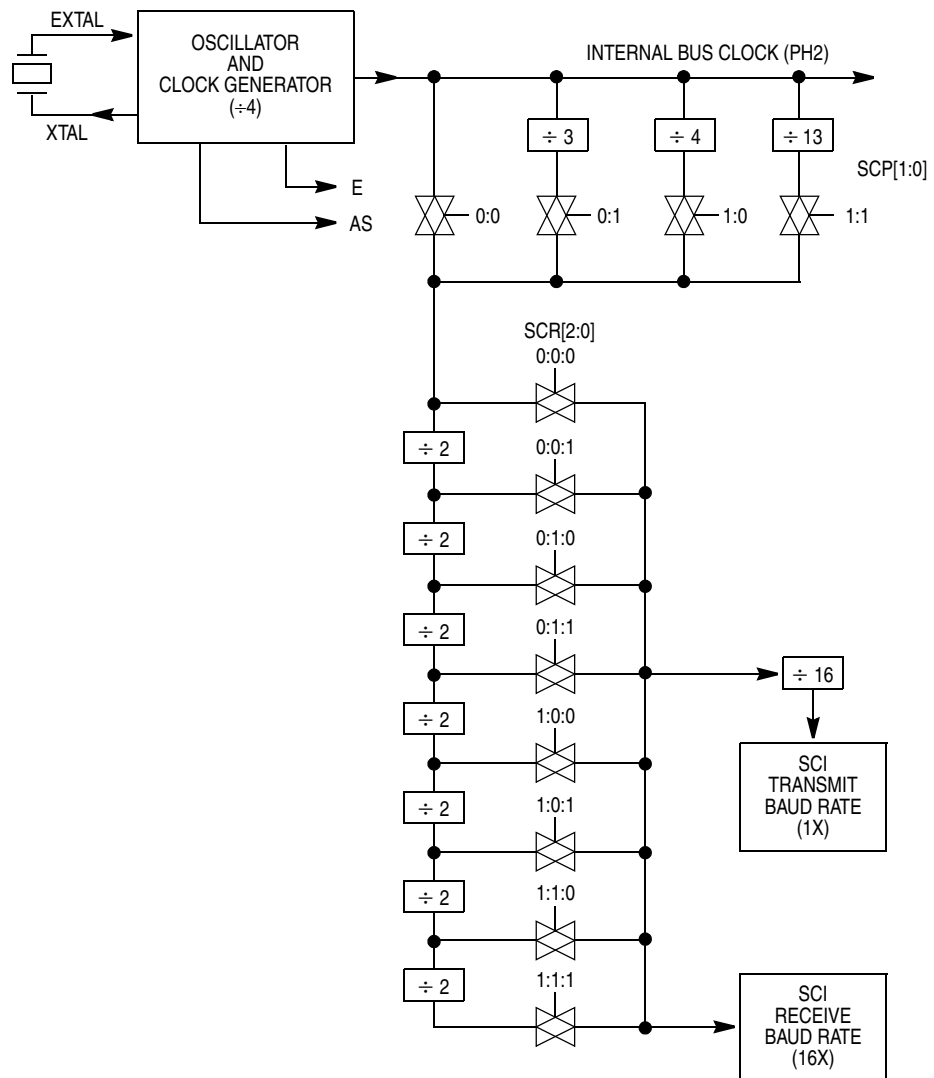 EXTAL
OSCILLATOR
AND
CLOCK GENERATOR
(÷4)
XTAL
E
AS
INTERNAL BUS CLOCK (PH2)
÷ 3
÷ 4
÷ 13
SCP[1:0]
0:0
0:1
1:0
1:1
SCR[2:0]
0:0:0
÷ 2
0:0:1
÷ 2
0:1:0
÷ 2
0:1:1
÷ 2
1:0:0
÷ 2
1:0:1
÷ 2
1:1:0
÷ 2
1:1:1
÷ 16
SCI
TRANSMIT
BAUD RATE
(1X)
SCI
RECEIVE
BAUD RATE
(16X)